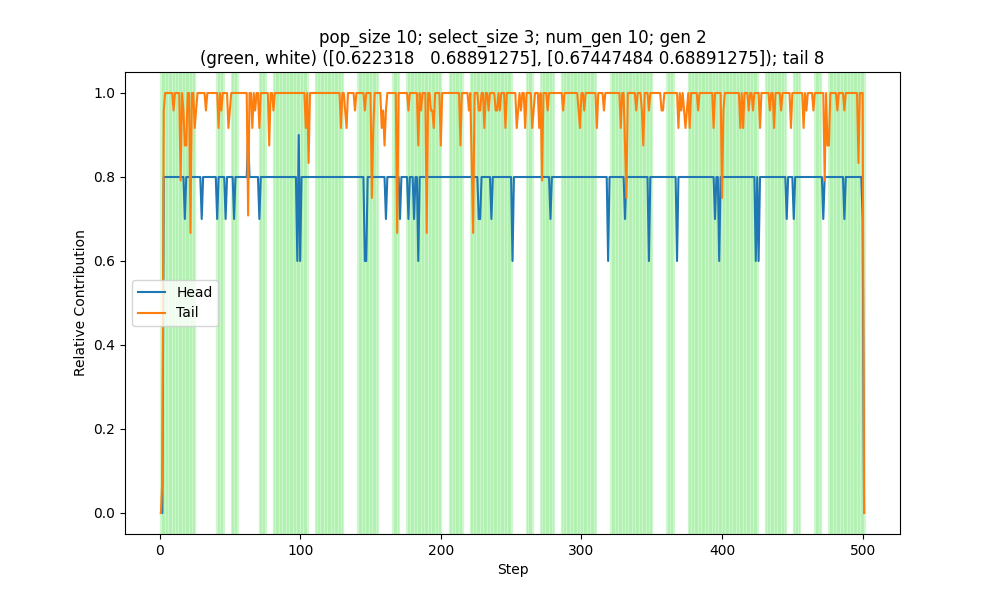 pop_size 10; select_size 3; num_gen 10; gen 2
(green, white) ([0.622318   0.68891275], [0.67447484 0.68891275]); tail 8
1.0
0.8
0.6
0.4
0.2
0.0
Relative Contribution
Head
Tail
0
100
200
300
400
500
Step